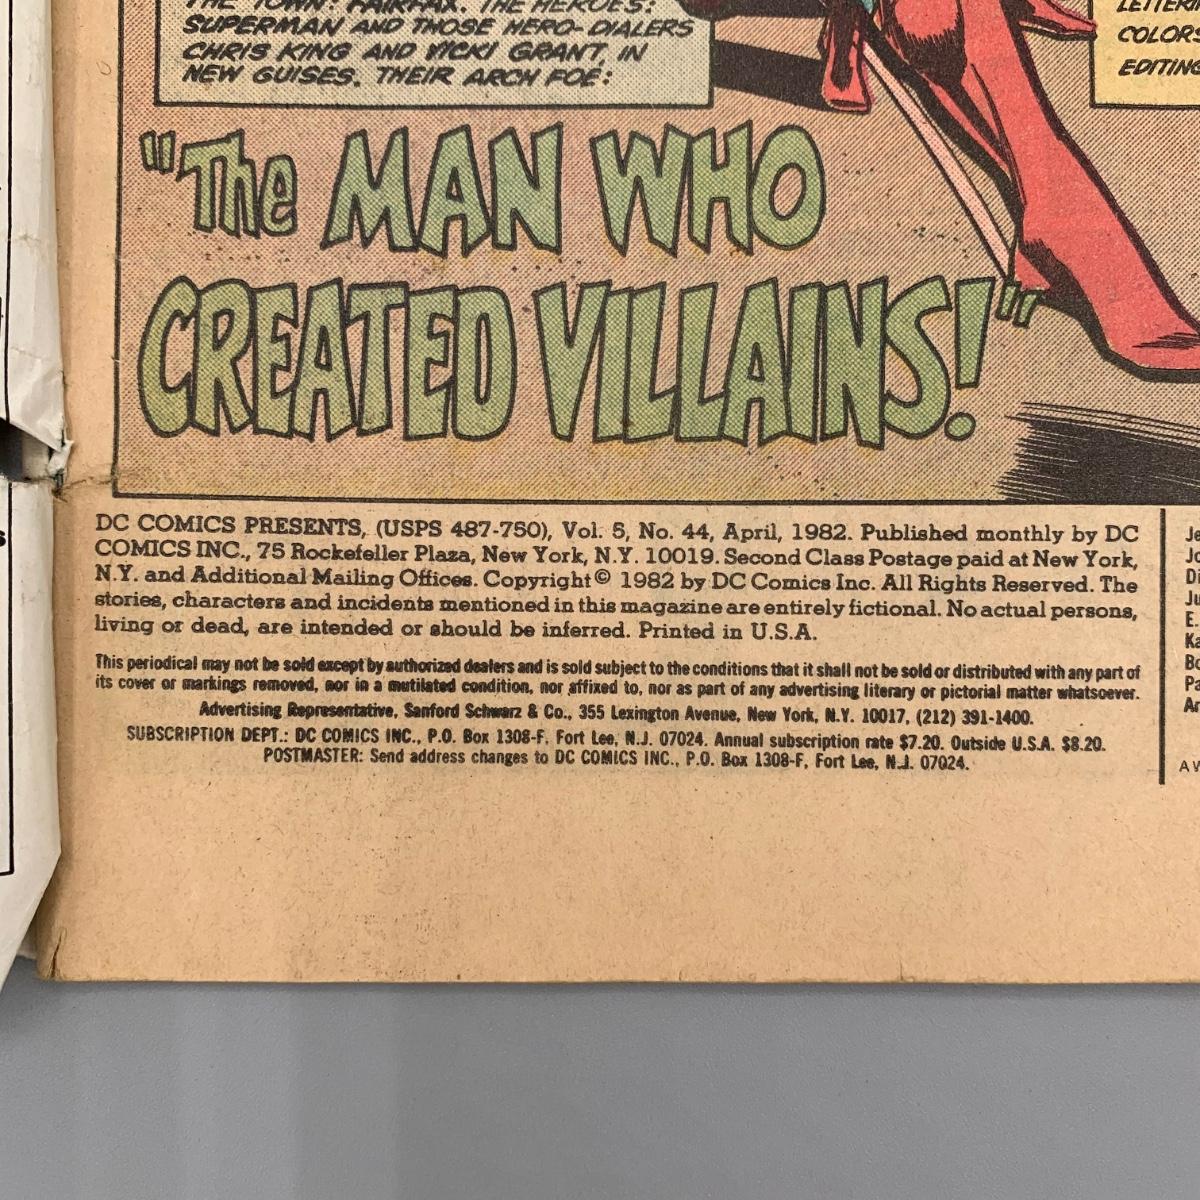 THE TOWN: FAIRFAX. THE HEROES:
SUPERMAN AND THOSE HERO-DIALERS
CHRIS KING AND VICKI GRANT, IN
NEW GUISES. THEIR ARCH FOE:
LETTERI
COLORS
EDITING
"The MAN WHO
CREATED VILLAINS!"
DC COMICS PRESENTS, (USPS 487-750), Vol. 5, No. 44, April, 1982. Published monthly by DC
COMICS INC., 75 Rockefeller Plaza, New York, N.Y. 10019. Second Class Postage paid at New York,
N.Y. and Additional Mailing Offices. Copyright © 1982 by DC Comics Inc. All Rights Reserved. The
stories, characters and incidents mentioned in this magazine are entirely fictional. No actual persons,
living or dead, are intended or should be inferred. Printed in U.S.A.
This periodical may not be sold except by authorized dealers and is sold subject to the conditions that it shall not be sold or distributed with any part of
its cover or markings removed, nor in a mutilated condition, nor affixed to, nor as part of any advertising literary or pictorial matter whatsoever.
Advertising Representative, Sanford Schwarz & Co., 355 Lexington Avenue, New York, N.Y. 10017, (212) 391-1400.
SUBSCRIPTION DEPT.: DC COMICS INC., P.O. Box 1308-F, Fort Lee, N.J. 07024. Annual subscription rate $7.20. Outside U.S.A. $8.20.
POSTMASTER: Send address changes to DC COMICS INC., P.O. Box 1308-F, Fort Lee, N.J. 07024.
Je
Jo
Di
Ju
E.
Ka
Bo
Pa
Ar